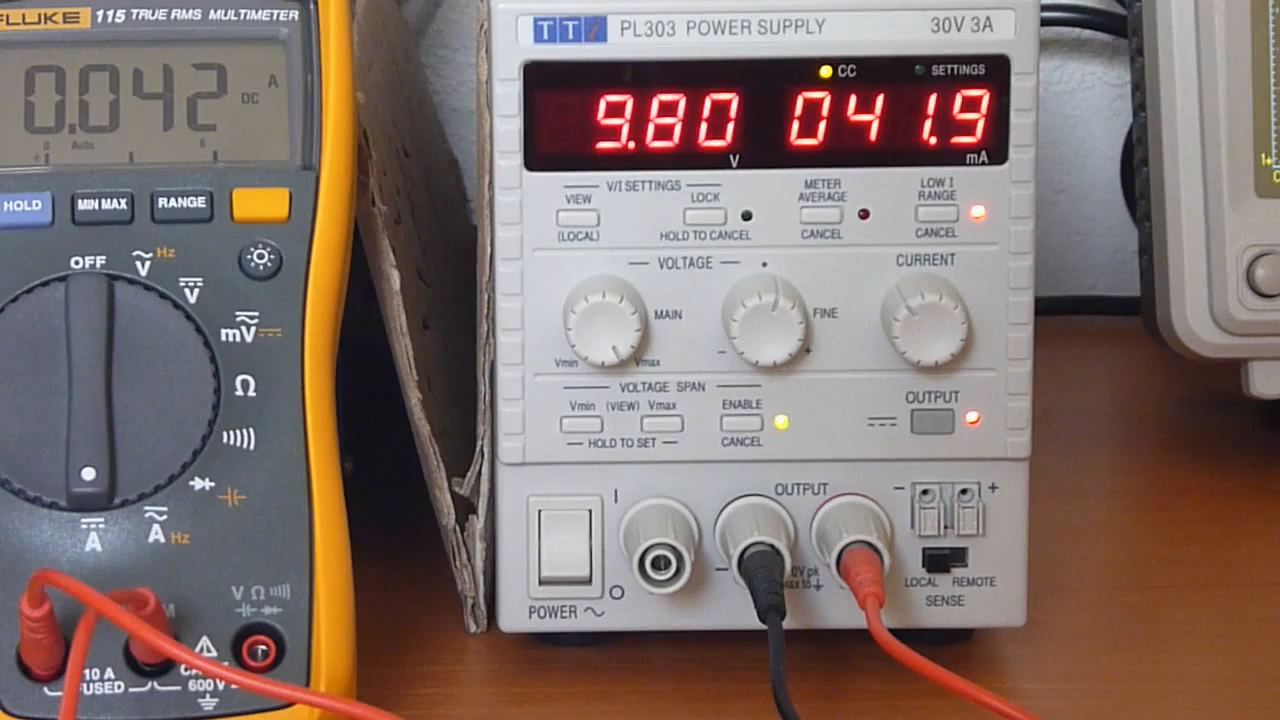 FLUKE 115 TRUE RMS MULTIMETER
0.042 A DC
0 Auto 6
HOLD MIN MAX RANGE
OFF
V Hz
V
mV
Ω
A
A Hz
V Ω
10 A
FUSED
600 V
TTi PL303 POWER SUPPLY 30V 3A
CC SETTINGS
9.80 V 041.9 mA
V/I SETTINGS
VIEW
(LOCAL)
LOCK
HOLD TO CANCEL
METER
AVERAGE
CANCEL
LOW I
RANGE
CANCEL
VOLTAGE
MAIN
Vmin Vmax
FINE
- +
CURRENT
VOLTAGE SPAN
Vmin (VIEW) Vmax
HOLD TO SET
ENABLE
CANCEL
OUTPUT
I
O
POWER
OUTPUT
-
- +
LOCAL REMOTE
SENSE
1+